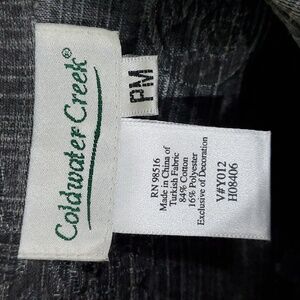 Coldwater Creek®
PM
RN 98516
Made in China of
Turkish Fabric
84% Cotton
16% Polyester
Exclusive of Decoration
V#Y012
H08406